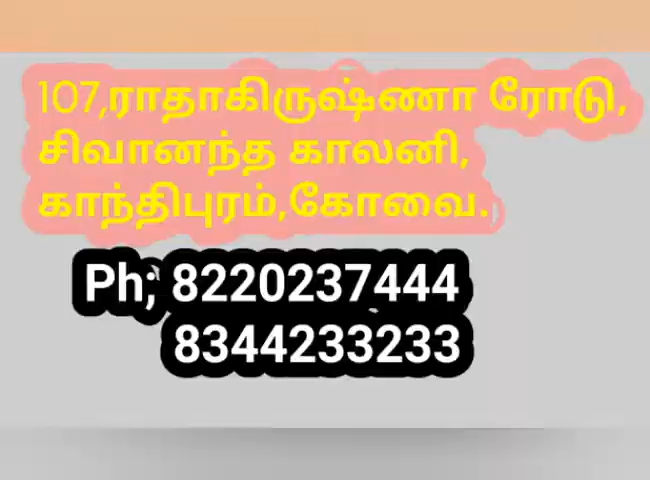 107,ராதாகிருஷ்ணா ரோடு,
சிவானந்த காலனி,
காந்திபுரம்,கோவை.
Ph; 8220237444
8344233233